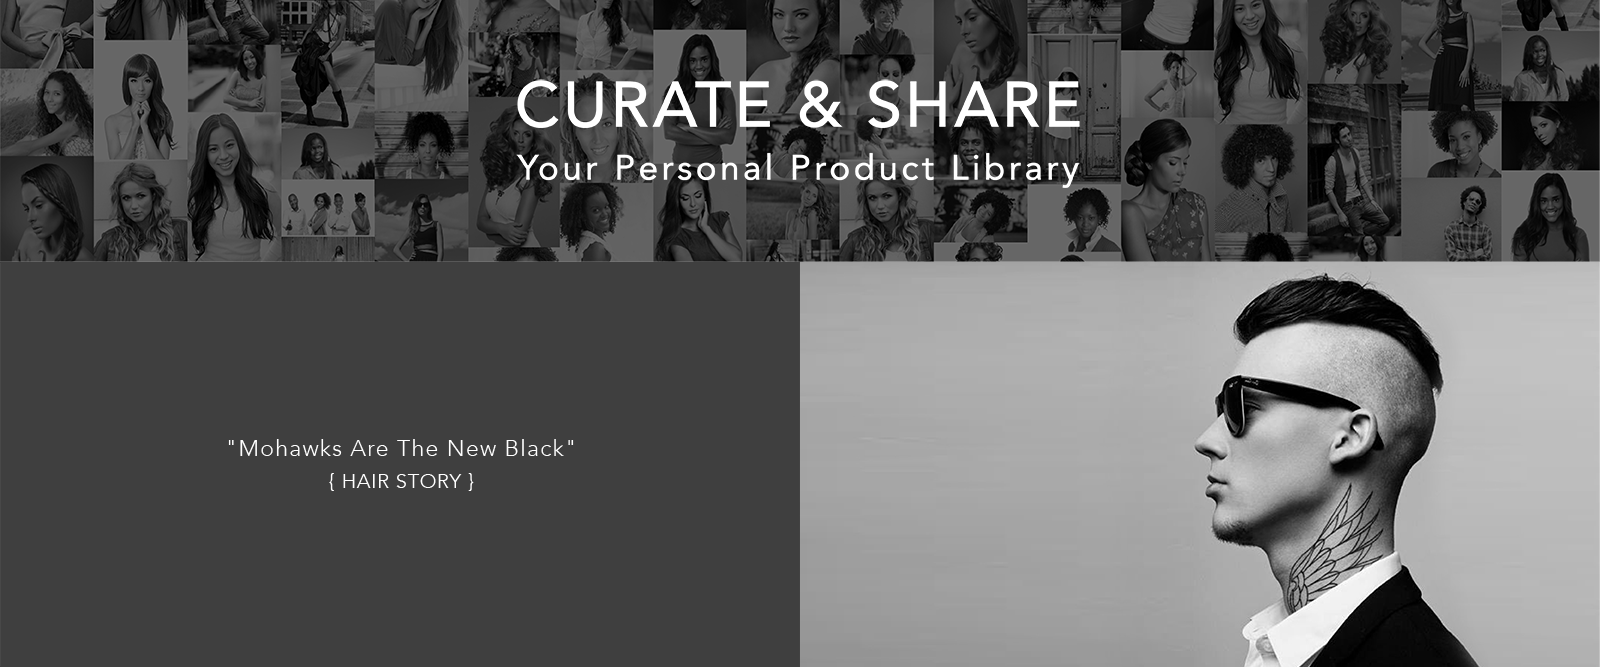 CURATE & SHARE
Your Personal Product Library
"Mohawks Are The New Black"
{ HAIR STORY }